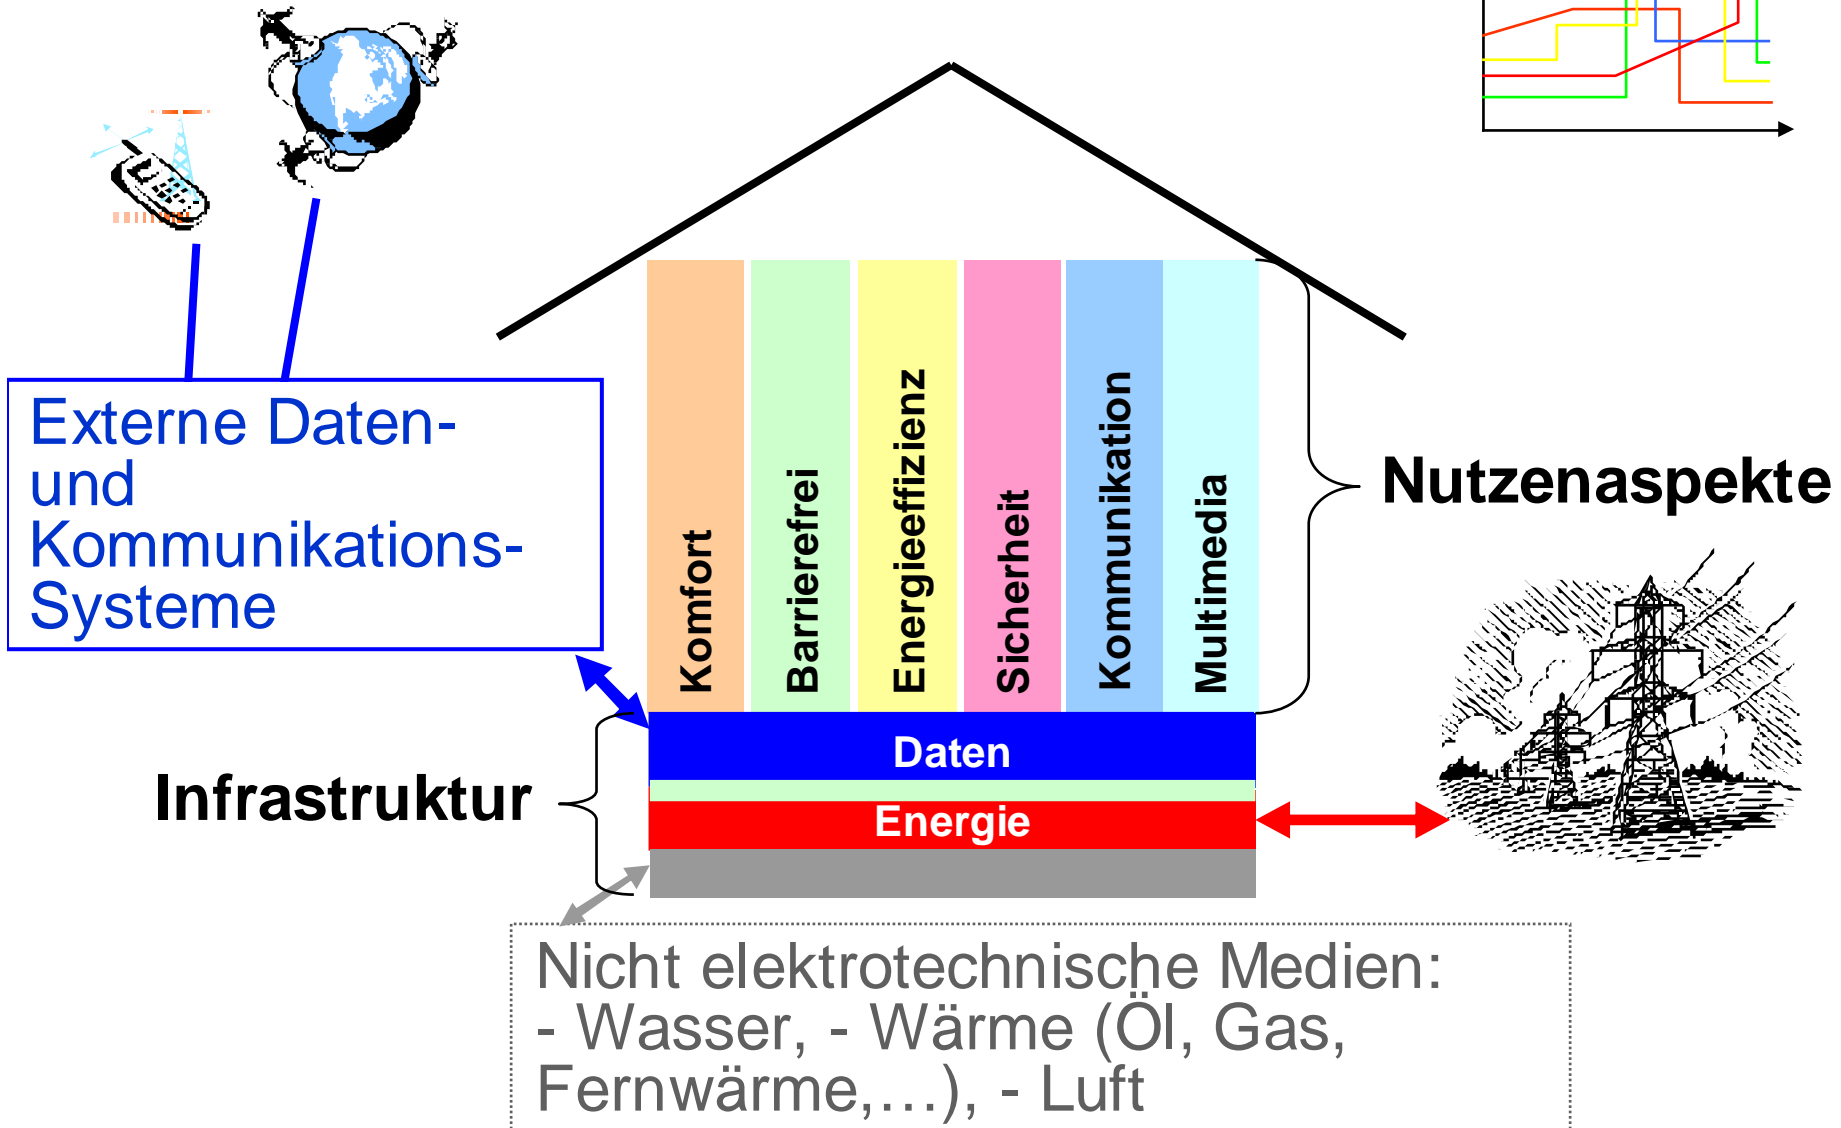 Externe Daten-
und
Kommunikations-
Systeme
Komfort
Barrierefrei
Energieeffizienz
Sicherheit
Kommunikation
Multimedia
Nutzenaspekte
Daten
Infrastruktur
Energie
Nicht elektrotechnische Medien:
- Wasser, - Wärme (Öl, Gas,
Fernwärme,…), - Luft